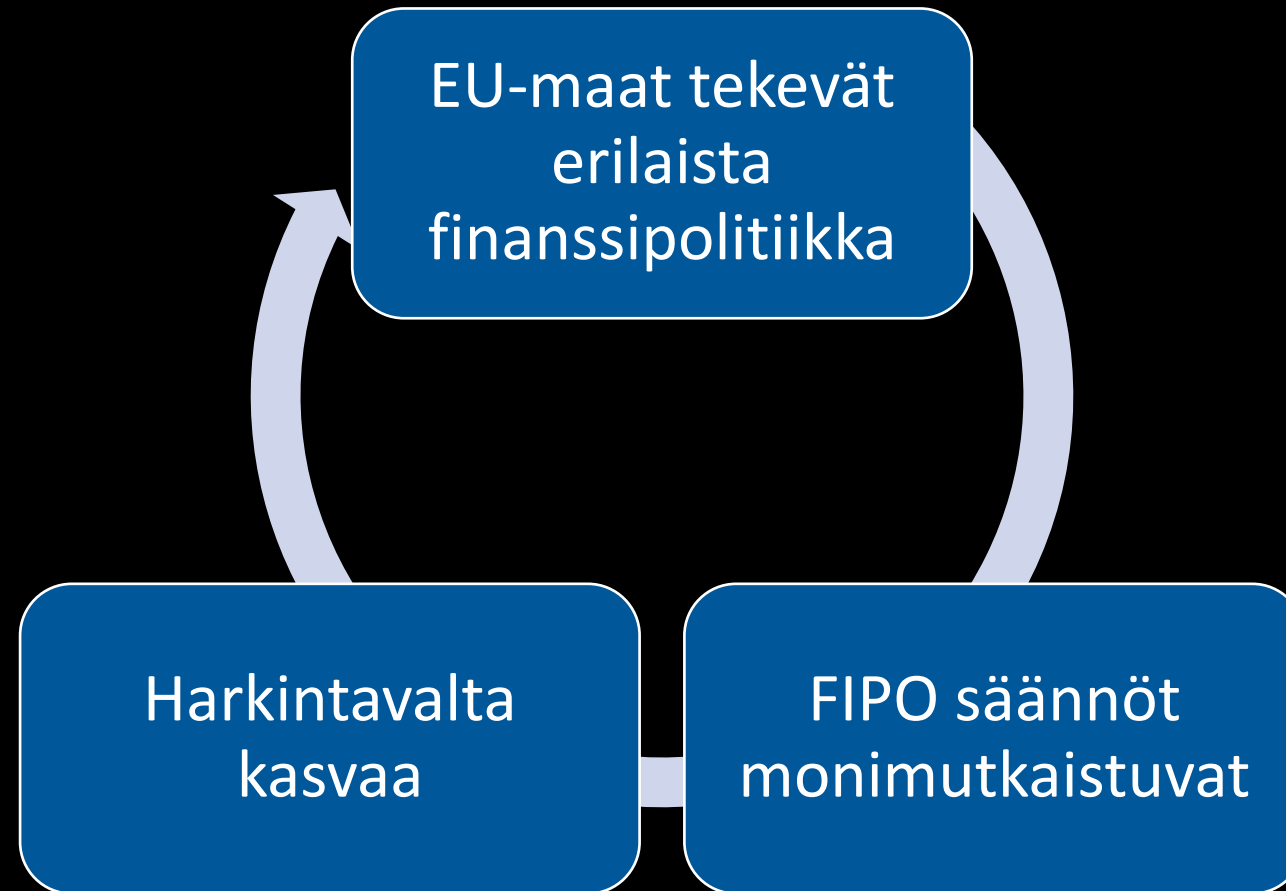 EU-maat tekevät
erilaista
finanssipolitiikka
Harkintavalta
kasvaa
FIPO säännöt
monimutkaistuvat